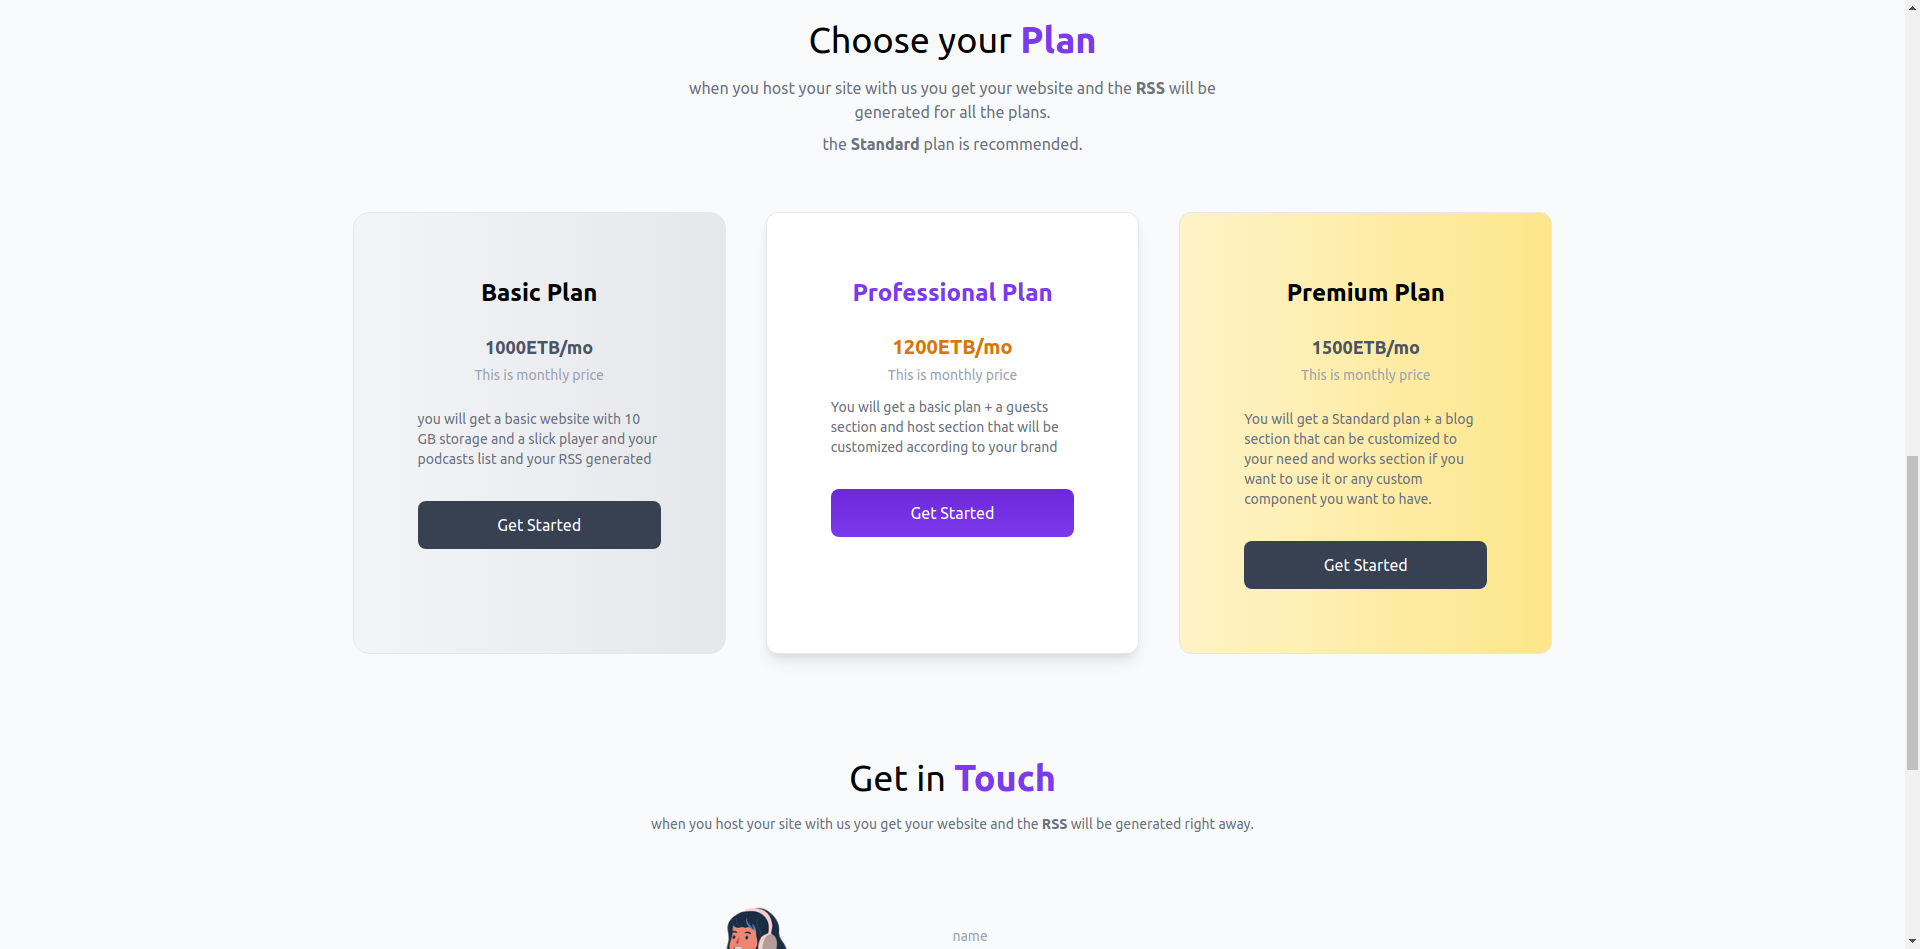 Choose your Plan
when you host your site with us you get your website and the RSS will be
generated for all the plans.
the Standard plan is recommended.
Basic Plan
1000ETB/mo
This is monthly price
you will get a basic website with 10
GB storage and a slick player and your
podcasts list and your RSS generated
Get Started
Professional Plan
1200ETB/mo
This is monthly price
You will get a basic plan + a guests
section and host section that will be
customized according to your brand
Get Started
Premium Plan
1500ETB/mo
This is monthly price
You will get a Standard plan + a blog
section that can be customized to
your need and works section if you
want to use it or any custom
component you want to have.
Get Started
Get in Touch
when you host your site with us you get your website and the RSS will be generated right away.
name